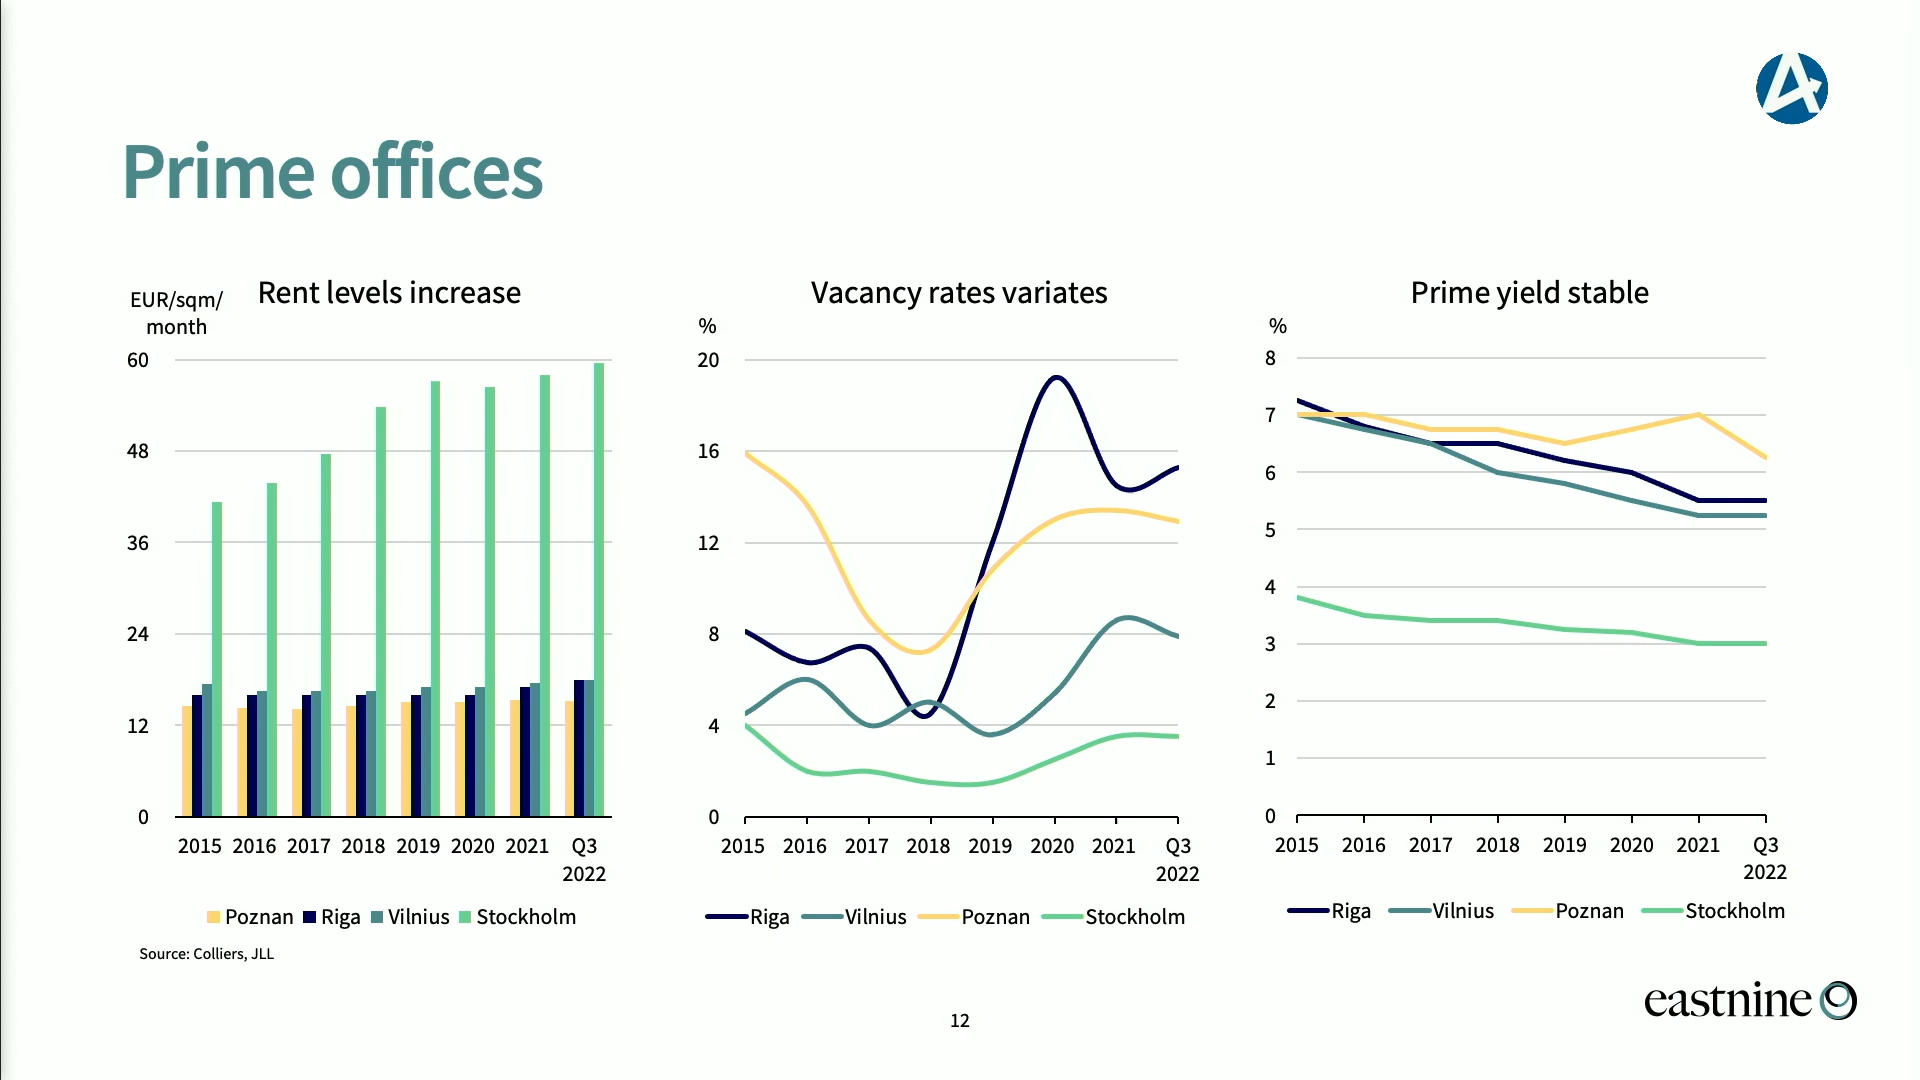 Prime offices
EUR/sqm/
month
Rent levels increase
60
48
36
24
12
0
2015 2016 2017 2018 2019 2020 2021 Q3
2022
Poznan Riga Vilnius Stockholm
Source: Colliers, JLL
Vacancy rates variates
%
20
16
12
8
4
0
2015 2016 2017 2018 2019 2020 2021 Q3
2022
Riga Vilnius Poznan Stockholm
Prime yield stable
%
8
7
6
5
4
3
2
1
0
2015 2016 2017 2018 2019 2020 2021 Q3
2022
Riga Vilnius Poznan Stockholm
eastnine
12